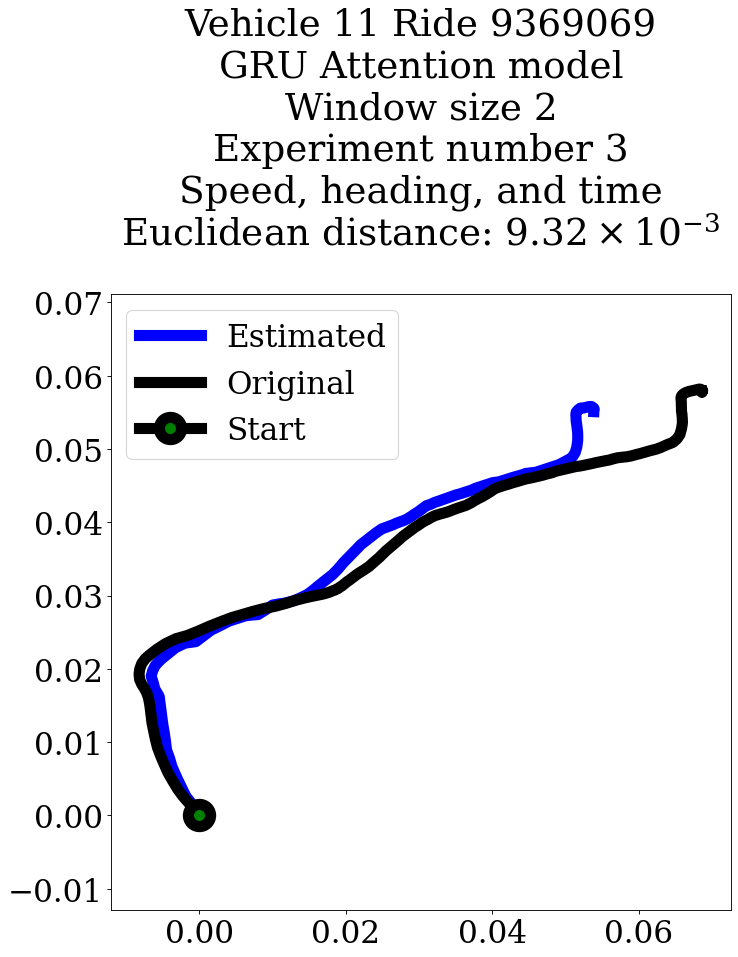 Vehicle 11 Ride 9369069
GRU Attention model
Window size 2
Experiment number 3
Speed, heading, and time
Euclidean distance: 9.32 × 10⁻³
0.07
0.06
0.05
0.04
0.03
0.02
0.01
0.00
−0.01
Estimated
Original
Start
0.00 0.02 0.04 0.06